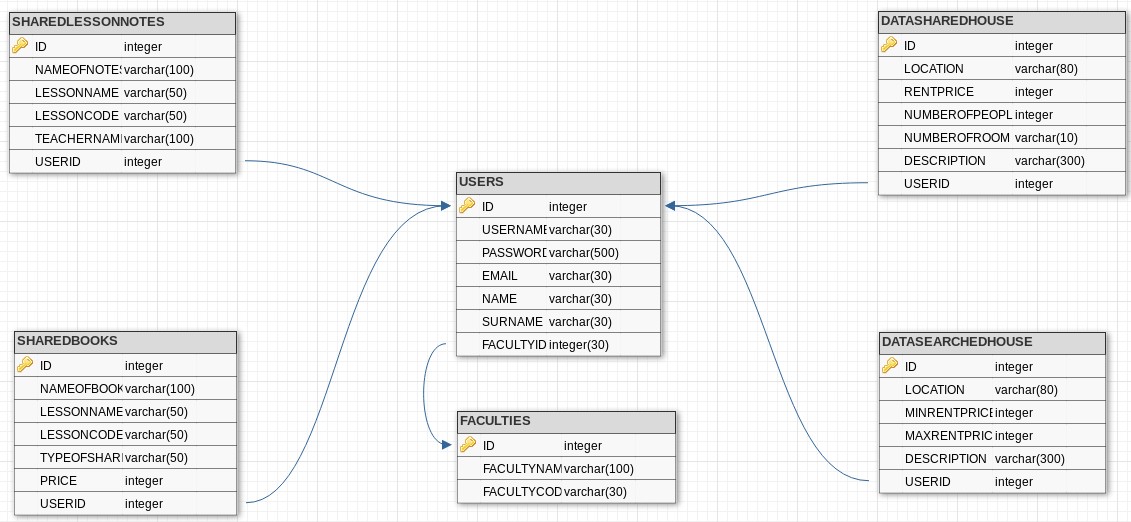 SHAREDLESSONNOTES
ID integer
NAMEOFNOTES varchar(100)
LESSONNAME varchar(50)
LESSONCODE varchar(50)
TEACHERNAM varchar(100)
USERID integer
DATASHAREDHOUSE
ID integer
LOCATION varchar(80)
RENTPRICE integer
NUMBEROFPEOPL integer
NUMBEROFROOM varchar(10)
DESCRIPTION varchar(300)
USERID integer
USERS
ID integer
USERNAME varchar(30)
PASSWORD varchar(500)
EMAIL varchar(30)
NAME varchar(30)
SURNAME varchar(30)
FACULTYID integer(30)
SHAREDBOOKS
ID integer
NAMEOFBOOK varchar(100)
LESSONNAME varchar(50)
LESSONCODE varchar(50)
TYPEOFSHAR varchar(50)
PRICE integer
USERID integer
FACULTIES
ID integer
FACULTYNAM varchar(100)
FACULTYCOD varchar(30)
DATASEARCHEDHOUSE
ID integer
LOCATION varchar(80)
MINRENTPRICE integer
MAXRENTPRIC integer
DESCRIPTION varchar(300)
USERID integer